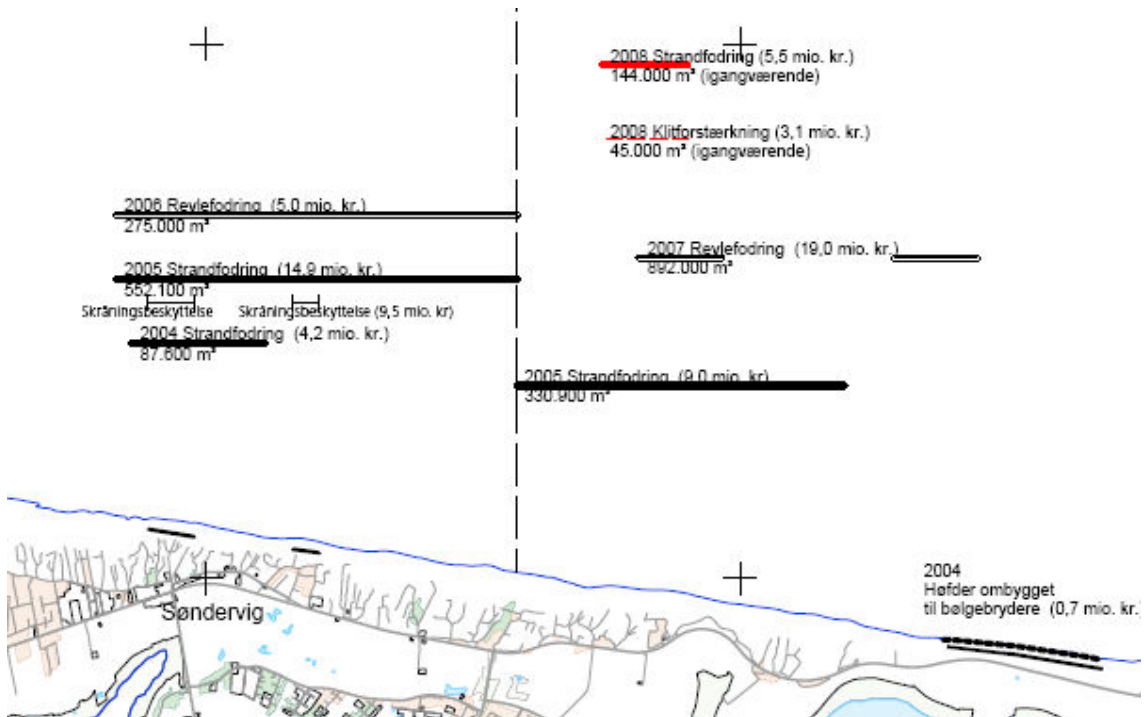 2008 Strandfodring (5,5 mio. kr.)
144.000 m³ (igangværende)
2008 Klitforstærkning (3,1 mio. kr.)
45.000 m³ (igangværende)
2006 Revlefodring (5,0 mio. kr.)
275.000 m³
2007 Revlefodring (19,0 mio. kr.)
892.000 m³
2005 Strandfodring (14,9 mio. kr.)
552.100 m³
Skråningsbeskyttelse
Skråningsbeskyttelse (9,5 mio. kr)
2004 Strandfodring (4,2 mio. kr.)
87.600 m³
2005 Strandfodring (9,0 mio. kr)
330.900 m³
2004
Høfder ombygget
til bølgebrydere (0,7 mio. kr.
Søndervig